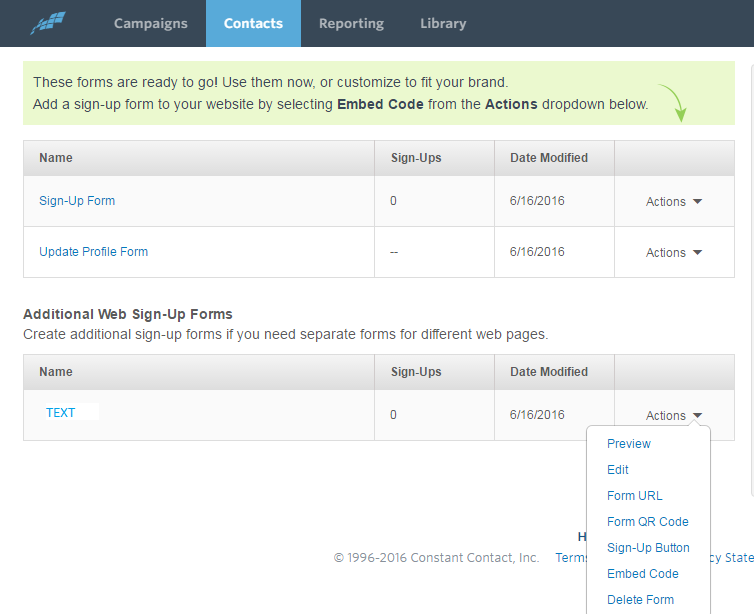 Campaigns Contacts Reporting Library
These forms are ready to go! Use them now, or customize to fit your brand.
Add a sign-up form to your website by selecting Embed Code from the Actions dropdown below.
Name Sign-Ups Date Modified
Sign-Up Form 0 6/16/2016 Actions
Update Profile Form -- 6/16/2016 Actions
Additional Web Sign-Up Forms
Create additional sign-up forms if you need separate forms for different web pages.
Name Sign-Ups Date Modified
TEXT 0 6/16/2016 Actions
Preview
Edit
Form URL
Form QR Code
Sign-Up Button
Embed Code
Delete Form
© 1996-2016 Constant Contact, Inc. Terms